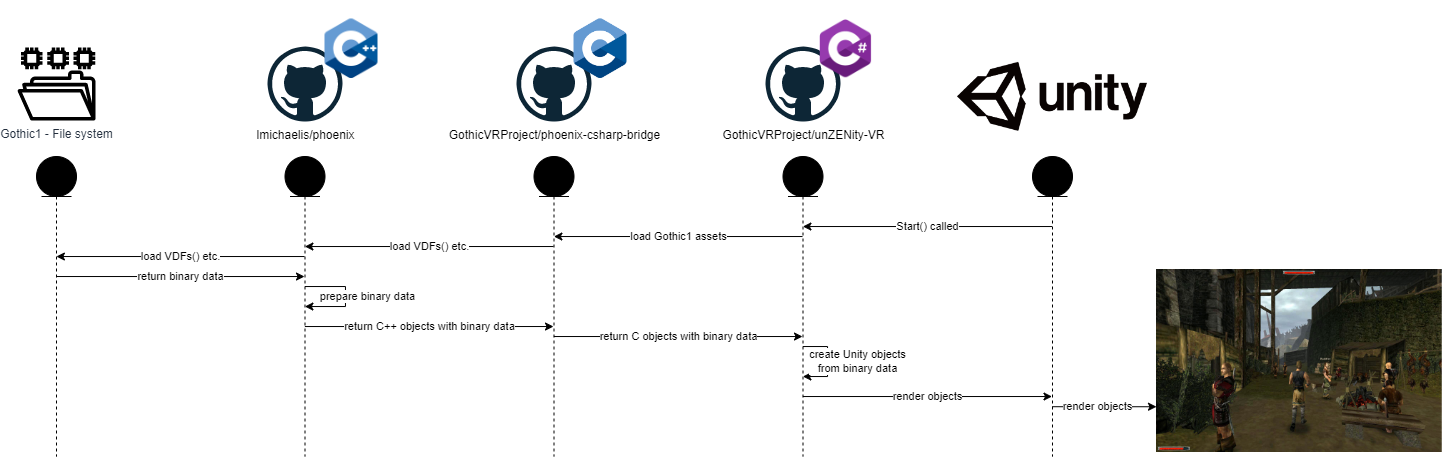 C++
C
C#
unity
Gothic1 - File system
lmichaelis/phoenix
GothicVRProject/phoenix-csharp-bridge
GothicVRProject/unZENity-VR
Start() called
load Gothic1 assets
load VDFs() etc.
load VDFs() etc.
return binary data
prepare binary data
return C++ objects with binary data
return C objects with binary data
create Unity objects
from binary data
render objects
render objects